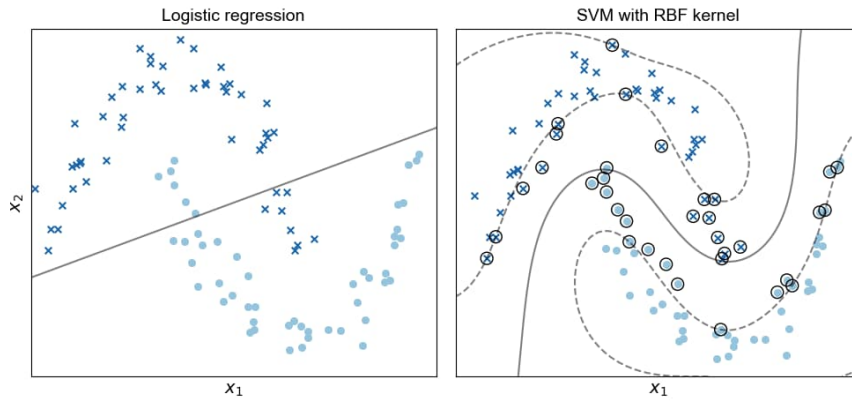 Logistic regression
SVM with RBF kernel
x₂
x₁
x₁